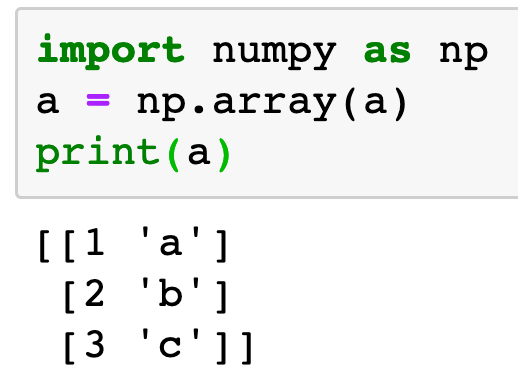 import numpy as np
a = np.array(a)
print(a)
[[1 'a']
 [2 'b']
 [3 'c']]